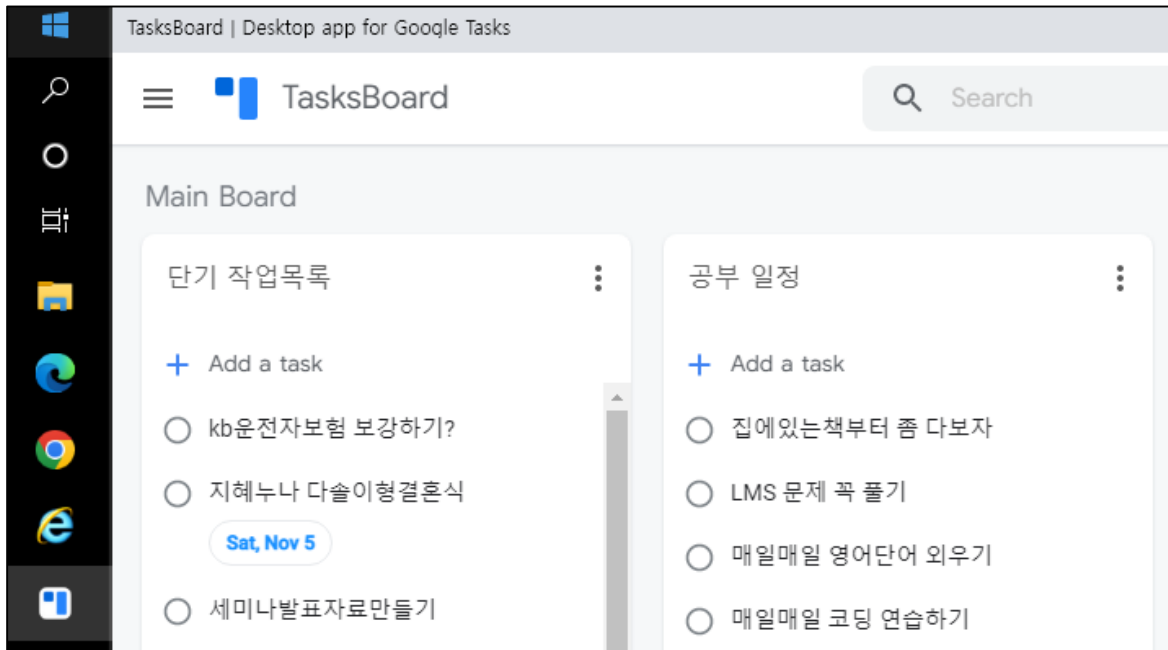 TasksBoard | Desktop app for Google Tasks
TasksBoard
Search
Main Board
단기 작업목록
Add a task
kb운전자보험 보강하기?
지혜누나 다솔이형결혼식
Sat, Nov 5
세미나발표자료만들기
공부 일정
Add a task
집에있는책부터 좀 다보자
LMS 문제 꼭 풀기
매일매일 영어단어 외우기
매일매일 코딩 연습하기